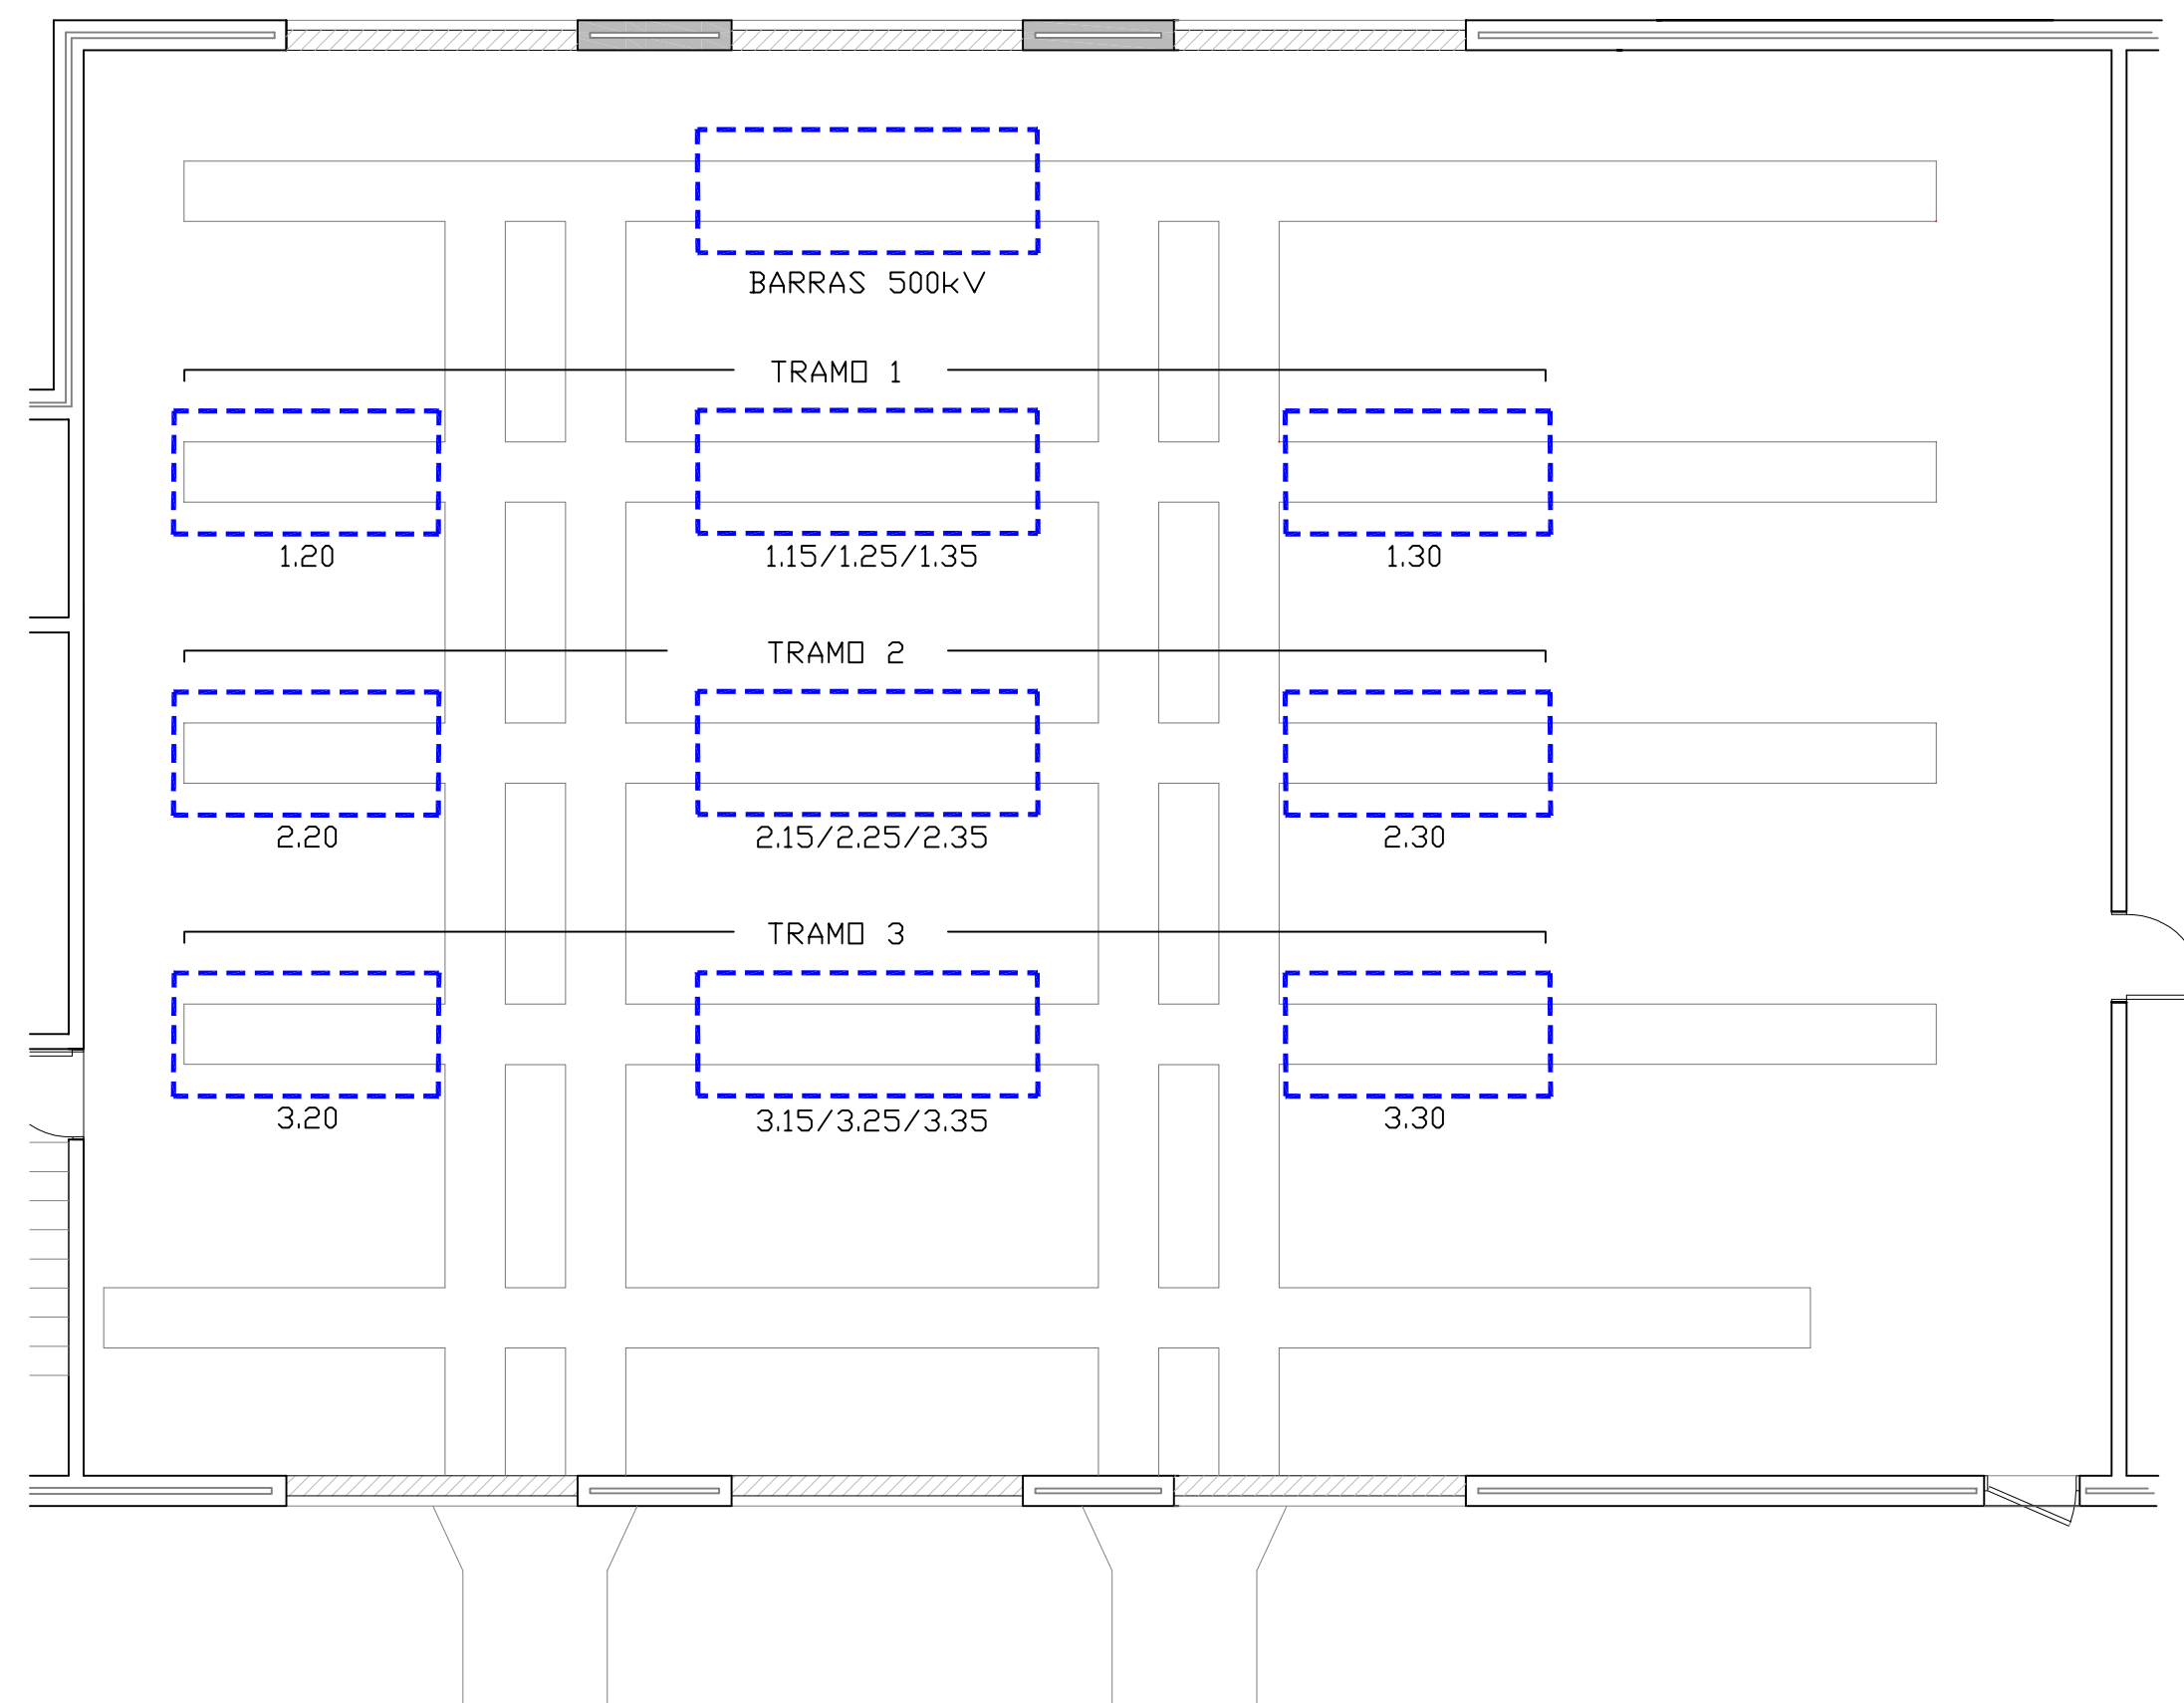 BARRAS 500kV
TRAMO 1
1.20 1.15/1.25/1.35 1.30
TRAMO 2
2.20 2.15/2.25/2.35 2.30
TRAMO 3
3.20 3.15/3.25/3.35 3.30